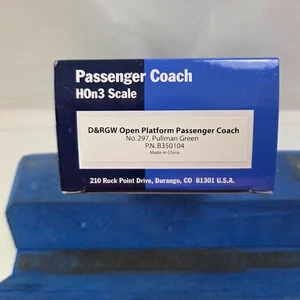 Passenger Coach
HOn3 Scale
D&RGW Open Platform Passenger Coach
No. 297, Pullman Green
P.N. B350104
Made in China
210 Rock Point Drive, Durango, CO 81301 U.S.A.